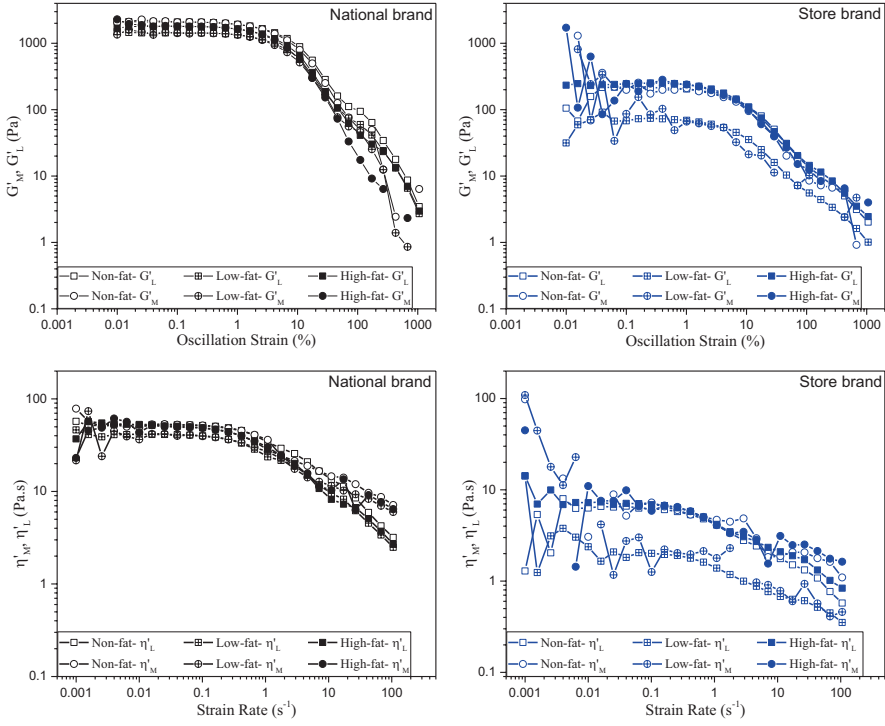 National brand
1000
100
10
1
0.1
G'M, G'L (Pa)
Non-fat- G'L Low-fat- G'L High-fat- G'L
Non-fat- G'M Low-fat- G'M High-fat- G'M
0.001 0.01 0.1 1 10 100 1000
Oscillation Strain (%)
Store brand
1000
100
10
1
0.1
G'M, G'L (Pa)
Non-fat- G'L Low-fat- G'L High-fat- G'L
Non-fat- G'M Low-fat- G'M High-fat- G'M
0.001 0.01 0.1 1 10 100 1000
Oscillation Strain (%)
National brand
100
10
1
0.1
η'M, η'L (Pa.s)
Non-fat- η'L Low-fat- η'L High-fat- η'L
Non-fat- η'M Low-fat- η'M High-fat- η'M
0.001 0.01 0.1 1 10 100
Strain Rate (s-1)
Store brand
100
10
1
0.1
η'M, η'L (Pa.s)
Non-fat- η'L Low-fat- η'L High-fat- η'L
Non-fat- η'M Low-fat- η'M High-fat- η'M
0.001 0.01 0.1 1 10 100
Strain Rate (s-1)